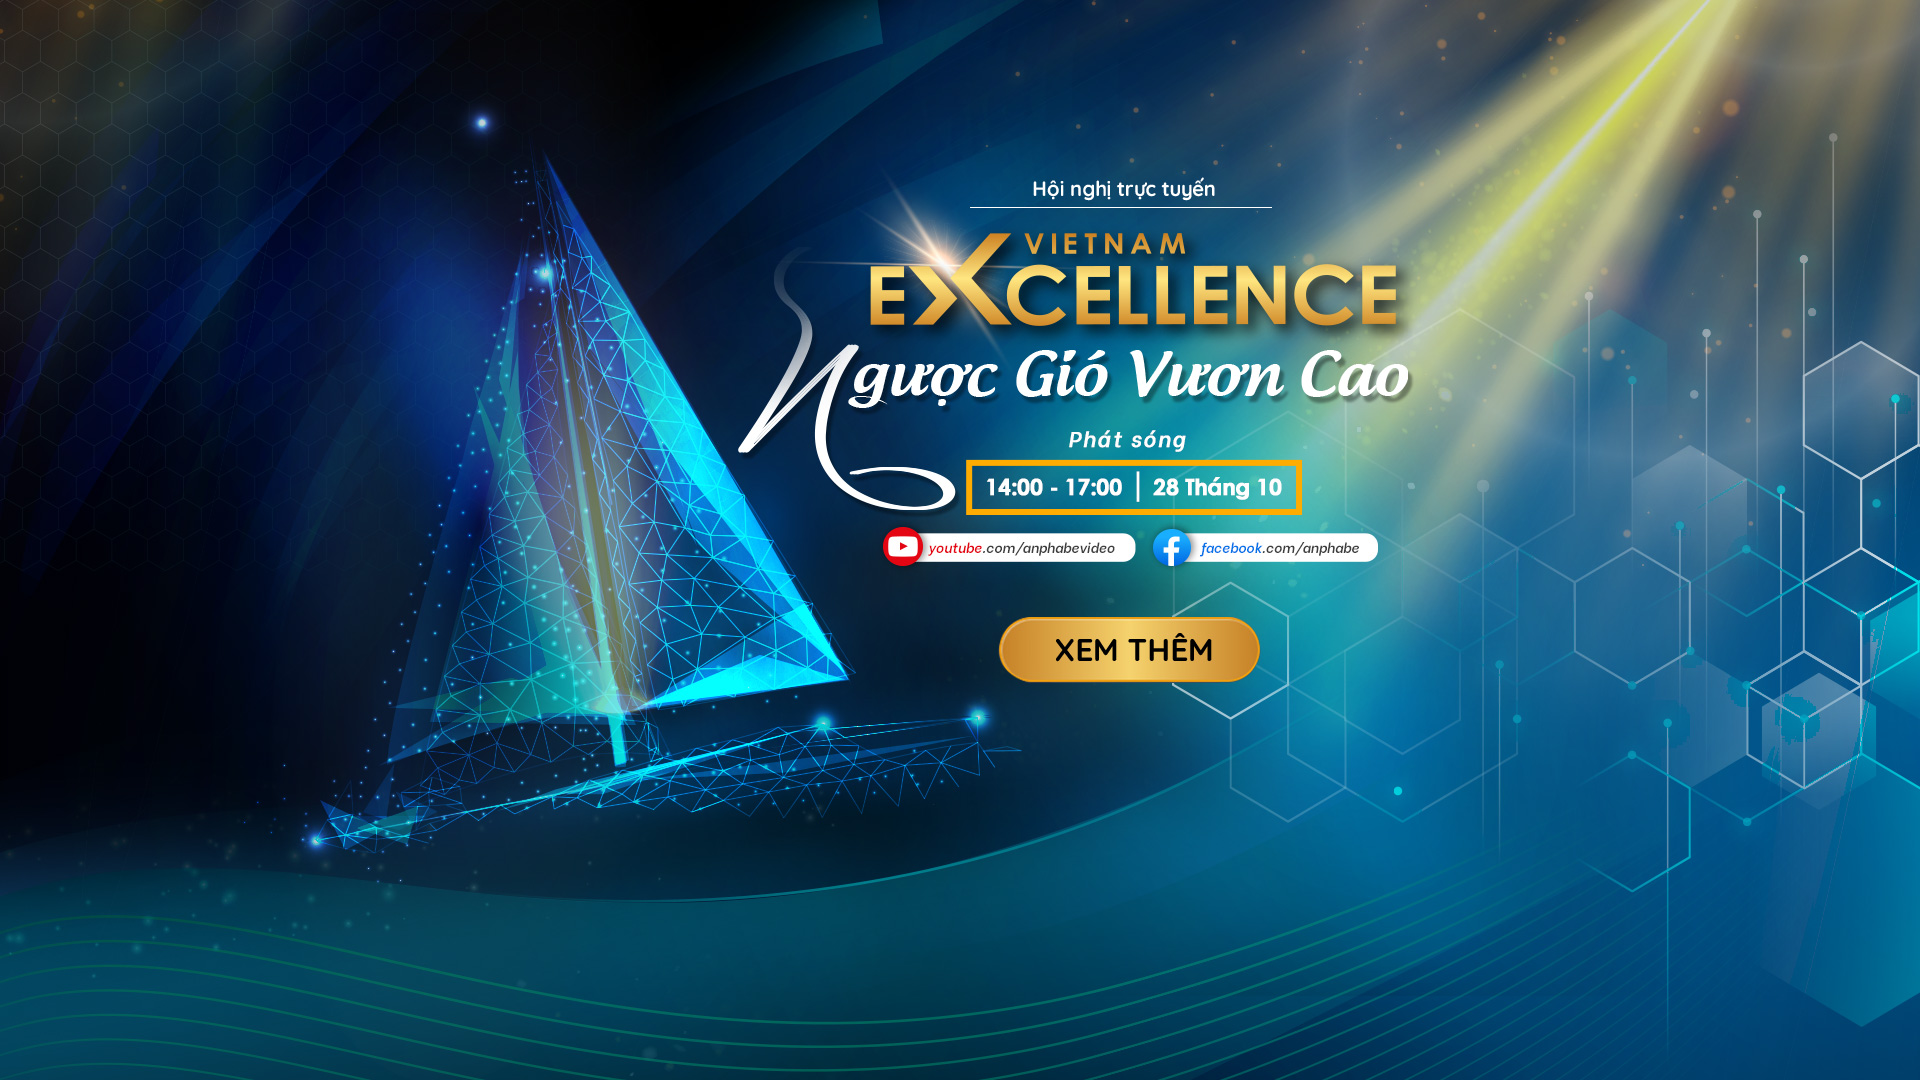 Hội nghị trực tuyến
VIETNAM
EXCELLENCE
Ngược Gió Vươn Cao
Phát sóng
14:00 - 17:00 | 28 Tháng 10
youtube.com/anphabevideo facebook.com/anphabe
XEM THÊM